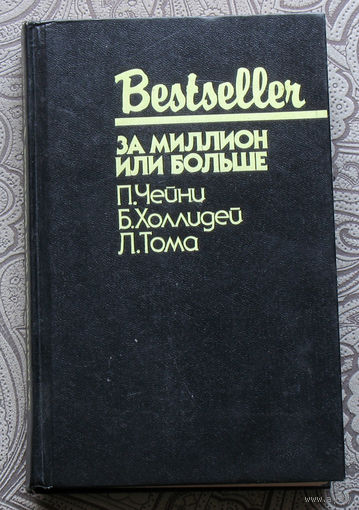 Bestseller
ЗА МИЛЛИОН
ИЛИ БОЛЬШЕ
П.Чейни
Б.Холлидей
Л.Тома